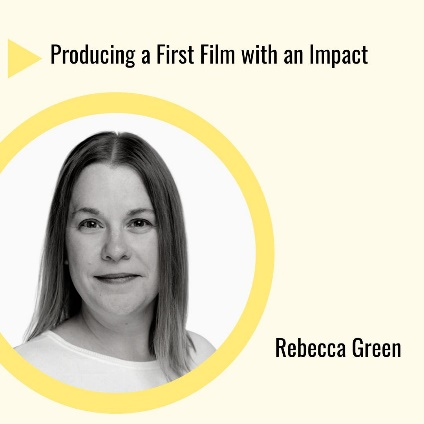 Producing a First Film with an Impact
Rebecca Green